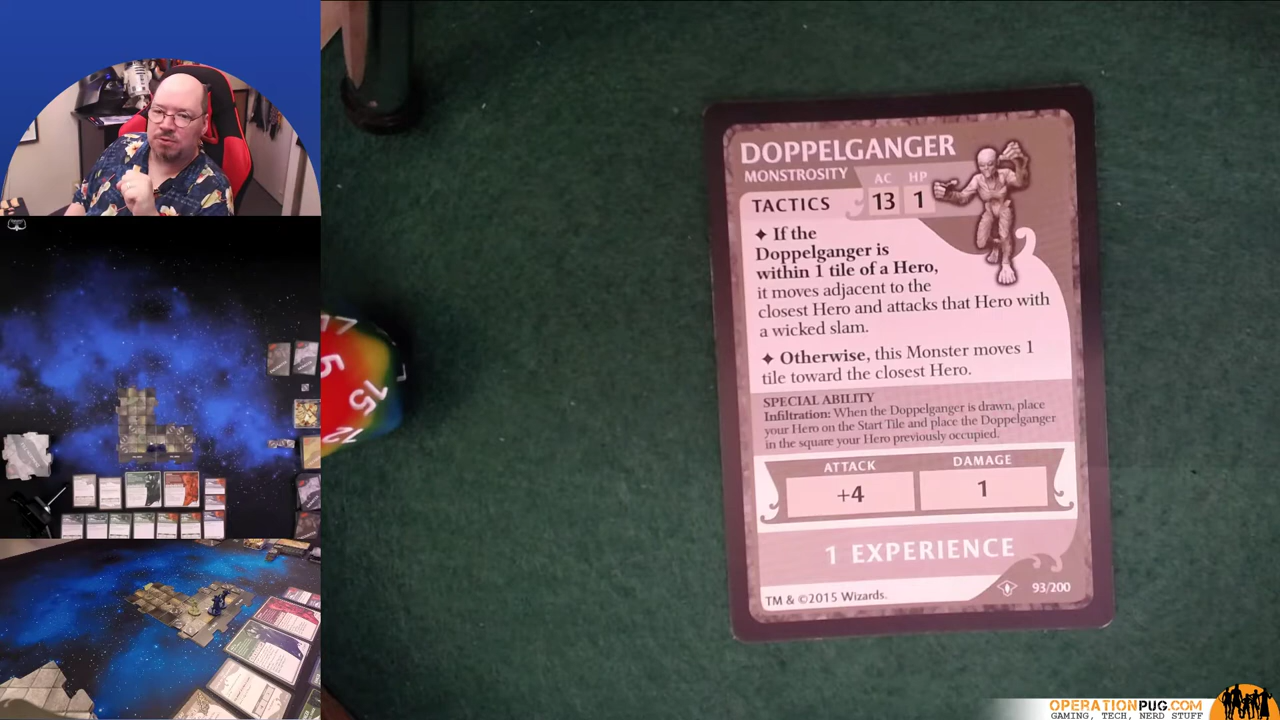 DOPPELGANGER
MONSTROSITY
AC HP
13 1
TACTICS
✦ If the
Doppelganger is
within 1 tile of a Hero,
it moves adjacent to the
closest Hero and attacks that Hero with
a wicked slam.
✦ Otherwise, this Monster moves 1
tile toward the closest Hero.
SPECIAL ABILITY
Infiltration: When the Doppelganger is drawn, place
your Hero on the Start Tile and place the Doppelganger
in the square your Hero previously occupied.
ATTACK DAMAGE
+4 1
1 EXPERIENCE
TM & ©2015 Wizards. 93/200
5
15
12
OPERATIONPUG.COM
GAMING, TECH, NERD STUFF